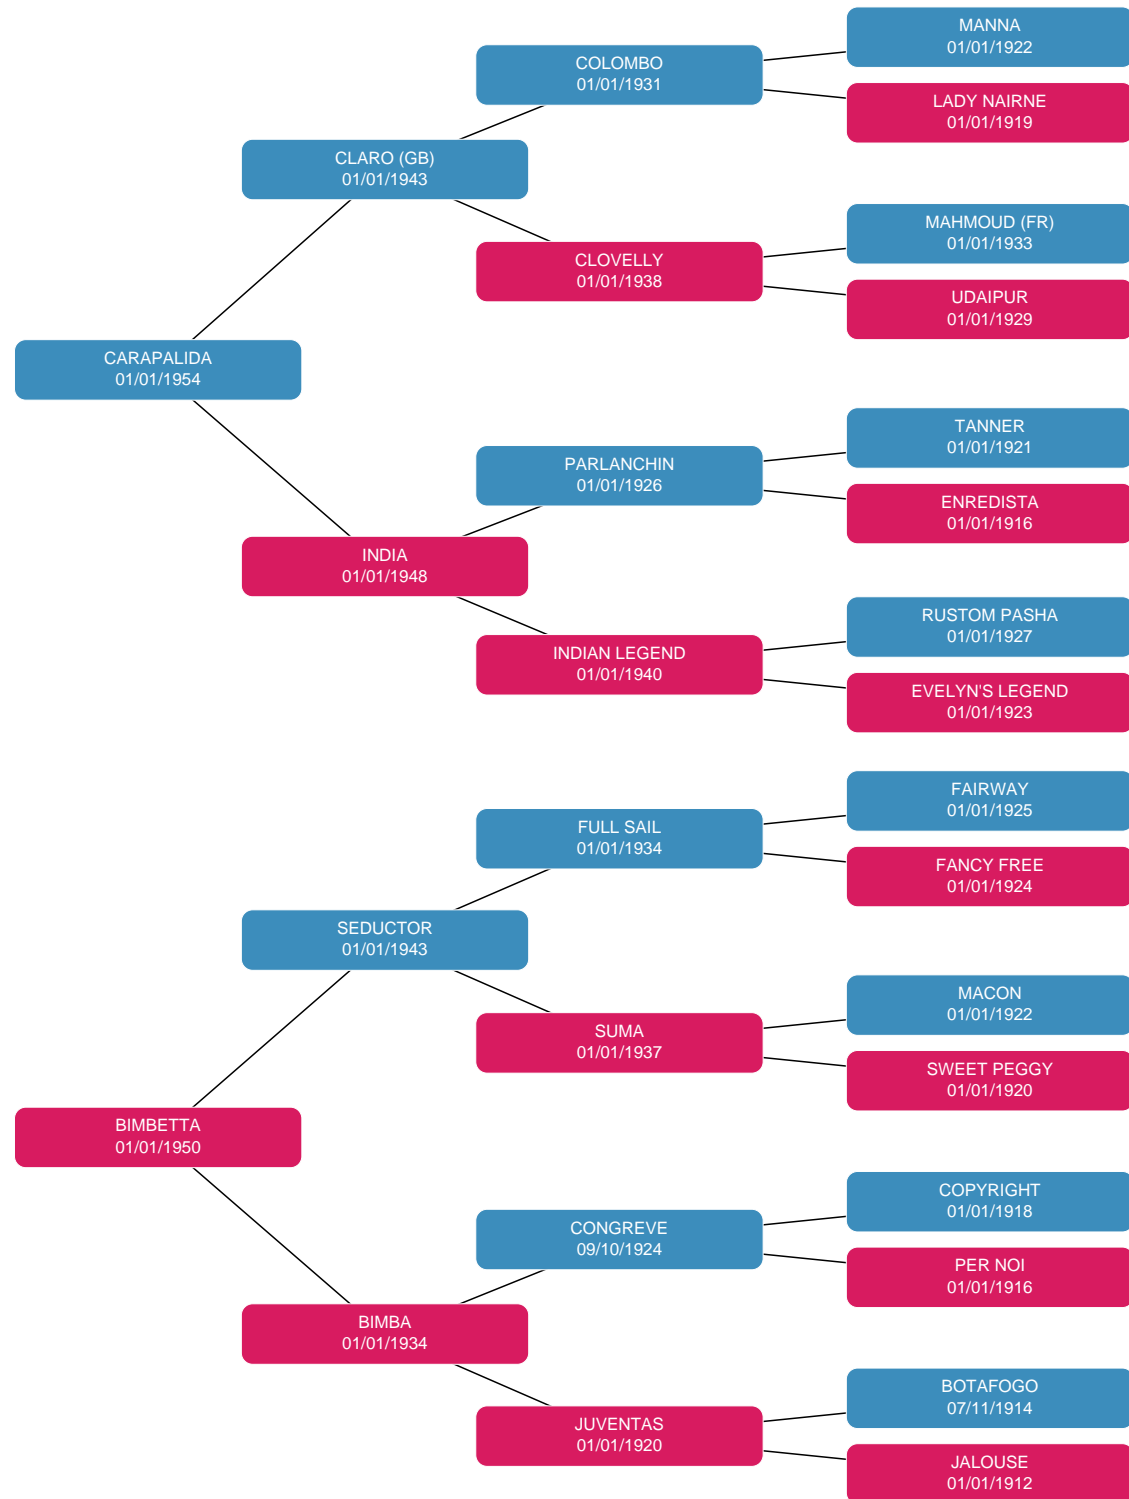 MANNA
01/01/1922
COLOMBO
01/01/1931
LADY NAIRNE
01/01/1919
CLARO (GB)
01/01/1943
MAHMOUD (FR)
01/01/1933
CLOVELLY
01/01/1938
UDAIPUR
01/01/1929
CARAPALIDA
01/01/1954
TANNER
01/01/1921
PARLANCHIN
01/01/1926
ENREDISTA
01/01/1916
INDIA
01/01/1948
RUSTOM PASHA
01/01/1927
INDIAN LEGEND
01/01/1940
EVELYN'S LEGEND
01/01/1923
FAIRWAY
01/01/1925
FULL SAIL
01/01/1934
FANCY FREE
01/01/1924
SEDUCTOR
01/01/1943
MACON
01/01/1922
SUMA
01/01/1937
SWEET PEGGY
01/01/1920
BIMBETTA
01/01/1950
COPYRIGHT
01/01/1918
CONGREVE
09/10/1924
PER NOI
01/01/1916
BIMBA
01/01/1934
BOTAFOGO
07/11/1914
JUVENTAS
01/01/1920
JALOUSE
01/01/1912